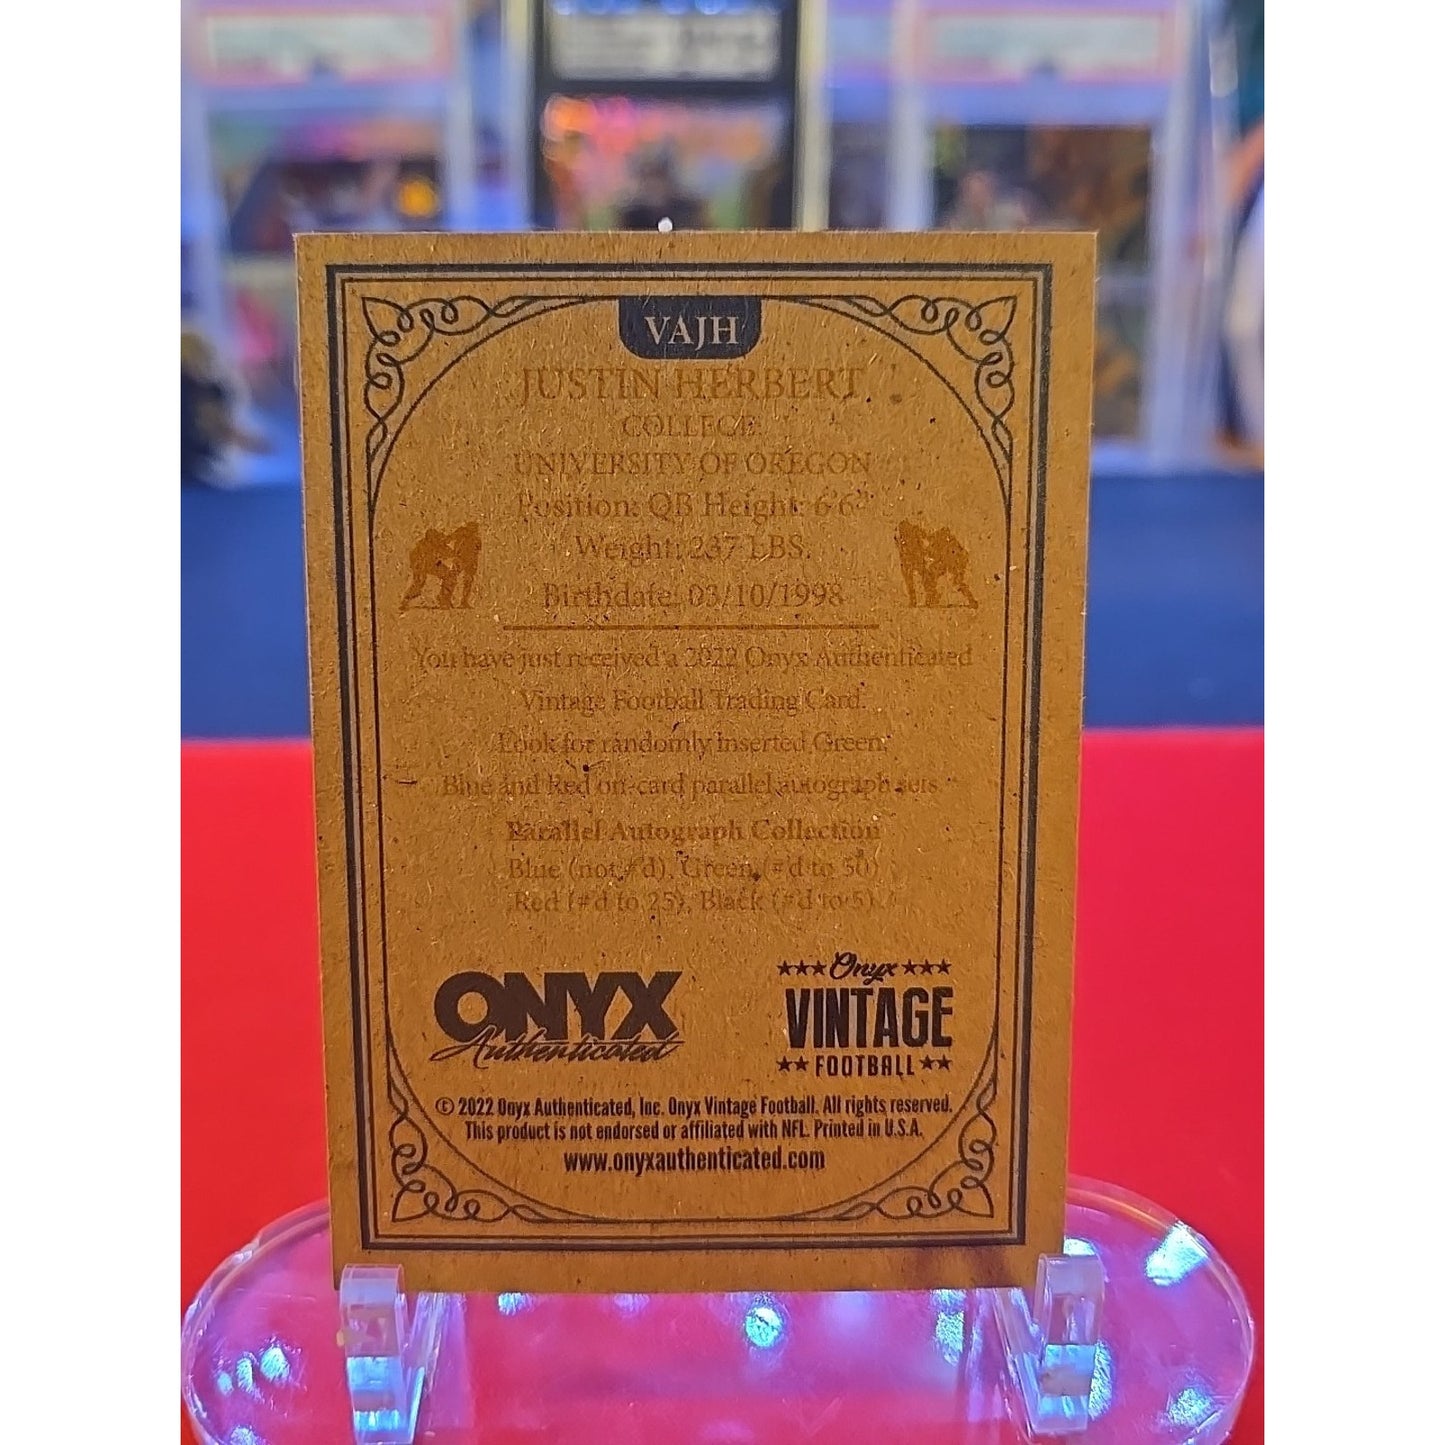 VAJH
JUSTIN HERBERT
COLLEGE
UNIVERSITY OF OREGON
Position: QB Height: 6'6"
Weight: 237 LBS.
Birthdate: 03/10/1998
You have just received a 2022 Onyx Authenticated
Vintage Football Trading Card.
Look for randomly inserted Green,
Blue and Red on-card parallel autograph sets.
Parallel Autograph Collection
Blue (not #'d), Green (#'d to 50)
Red (#'d to 25), Black (#'d to 5)
ONYX
Authenticated
★★★ Onyx ★★★
VINTAGE
★★ FOOTBALL ★★
© 2022 Onyx Authenticated, Inc. Onyx Vintage Football. All rights reserved.
This product is not endorsed or affiliated with NFL. Printed in U.S.A.
www.onyxauthenticated.com